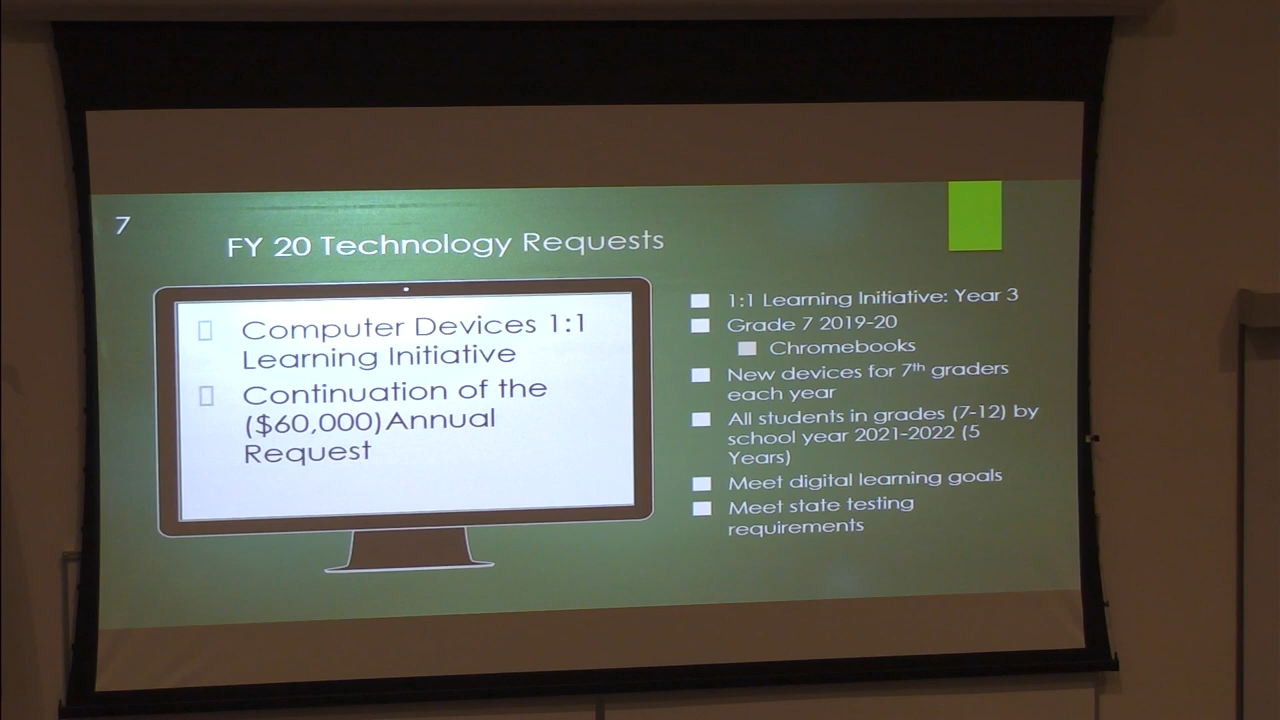 7
FY 20 Technology Requests
Computer Devices 1:1
Learning Initiative
Continuation of the
($60,000) Annual
Request
1:1 Learning Initiative: Year 3
Grade 7 2019-20
Chromebooks
New devices for 7th graders
each year
All students in grades (7-12) by
school year 2021-2022 (5
Years)
Meet digital learning goals
Meet state testing
requirements